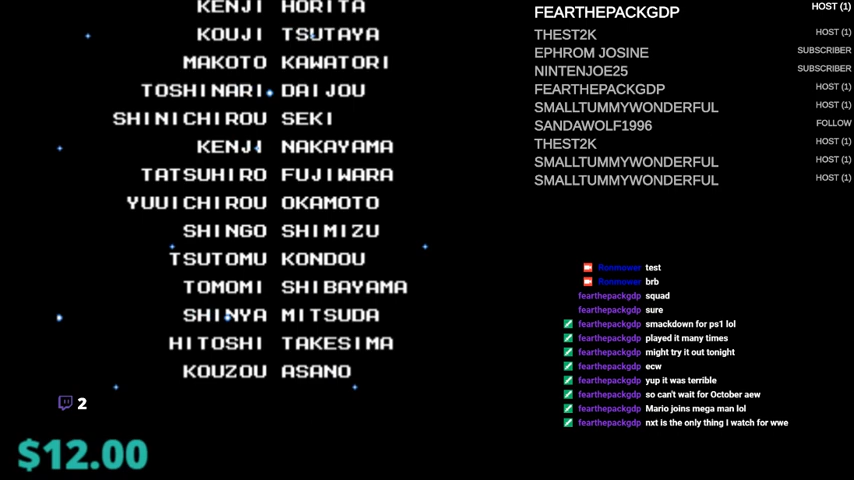 KENJI HORITA
KOUJI TSUTAYA
MAKOTO KAWATORI
TOSHINARI DAIJOU
SHINICHIROU SEKI
KENJI NAKAYAMA
TATSUHIRO FUJIWARA
YUUICHIROU OKAMOTO
SHINGO SHIMIZU
TSUTOMU KONDOU
TOMOMI SHIBAYAMA
SHINYA MITSUDA
HITOSHI TAKESIMA
KOUZOU ASANO
2
$12.00
FEARTHEPACKGDP HOST (1)
THEST2K HOST (1)
EPHROM JOSINE SUBSCRIBER
NINTENJOE25 SUBSCRIBER
FEARTHEPACKGDP HOST (1)
SMALLTUMMYWONDERFUL HOST (1)
SANDAWOLF1996 FOLLOW
THEST2K HOST (1)
SMALLTUMMYWONDERFUL HOST (1)
SMALLTUMMYWONDERFUL HOST (1)
Ronmewer test
Ronmewer brb
fearthepackgdp squad
fearthepackgdp sure
fearthepackgdp smackdown for ps1 lol
fearthepackgdp played it many times
fearthepackgdp might try it out tonight
fearthepackgdp ecw
fearthepackgdp yup it was terrible
fearthepackgdp so can't wait for October aew
fearthepackgdp Mario joins mega man lol
fearthepackgdp nxt is the only thing I watch for wwe